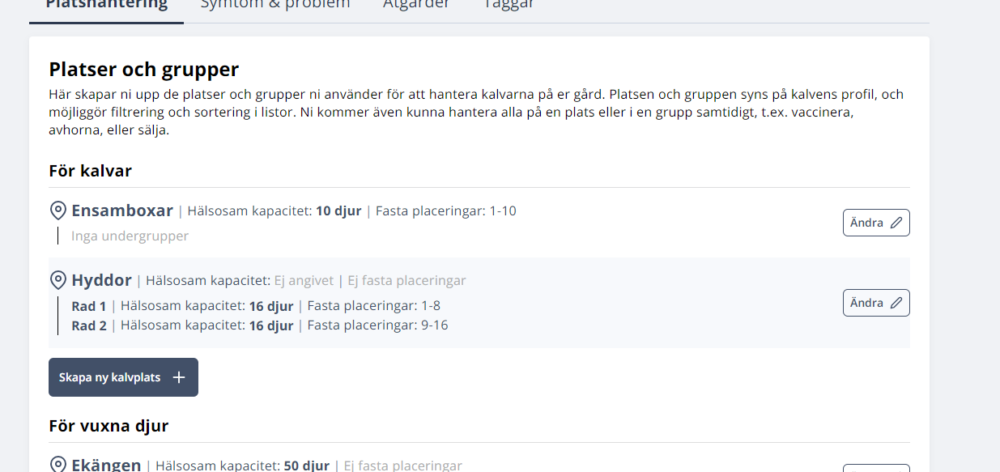 Platshantering Symtom & problem Åtgärder Taggar
Platser och grupper
Här skapar ni upp de platser och grupper ni använder för att hantera kalvarna på er gård. Platsen och gruppen syns på kalvens profil, och
möjliggör filtrering och sortering i listor. Ni kommer även kunna hantera alla på en plats eller i en grupp samtidigt, t.ex. vaccinera,
avhorna, eller sälja.
För kalvar
Ensamboxar | Hälsosam kapacitet: 10 djur | Fasta placeringar: 1-10
Inga undergrupper
Ändra
Hyddor | Hälsosam kapacitet: Ej angivet | Ej fasta placeringar
Rad 1 | Hälsosam kapacitet: 16 djur | Fasta placeringar: 1-8
Rad 2 | Hälsosam kapacitet: 16 djur | Fasta placeringar: 9-16
Ändra
Skapa ny kalvplats
För vuxna djur
Ekängen | Hälsosam kapacitet: 50 djur | Ej fasta placeringar